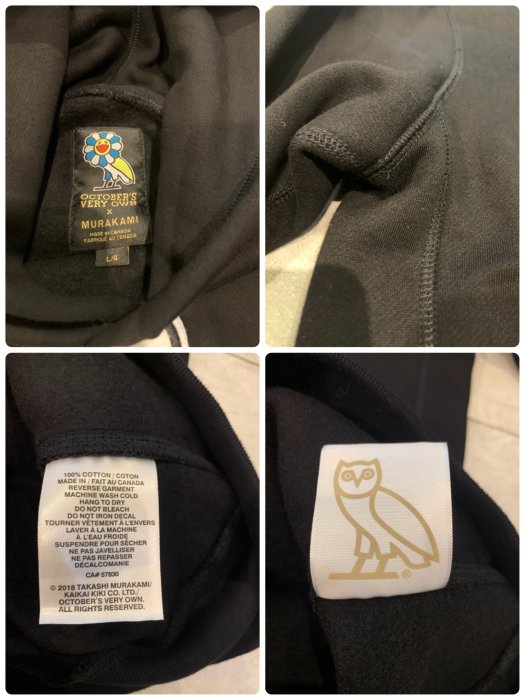 OCTOBER'S
VERY OWN
X
MURAKAMI
MADE IN CANADA
FABRIQUÉ AU CANADA
L/G
100% COTTON / COTON
MADE IN / FAIT AU CANADA
REVERSE GARMENT
MACHINE WASH COLD
HANG TO DRY
DO NOT BLEACH
DO NOT IRON DECAL
TOURNER VÊTEMENT À L'ENVERS
LAVER À LA MACHINE
À L'EAU FROIDE
SUSPENDRE POUR SÉCHER
NE PAS JAVELLISER
NE PAS REPASSER
DÉCALCOMANIE
CA# 57830
© 2018 TAKASHI MURAKAMI/
KAIKAI KIKI CO. LTD./
OCTOBER'S VERY OWN.
ALL RIGHTS RESERVED.
®